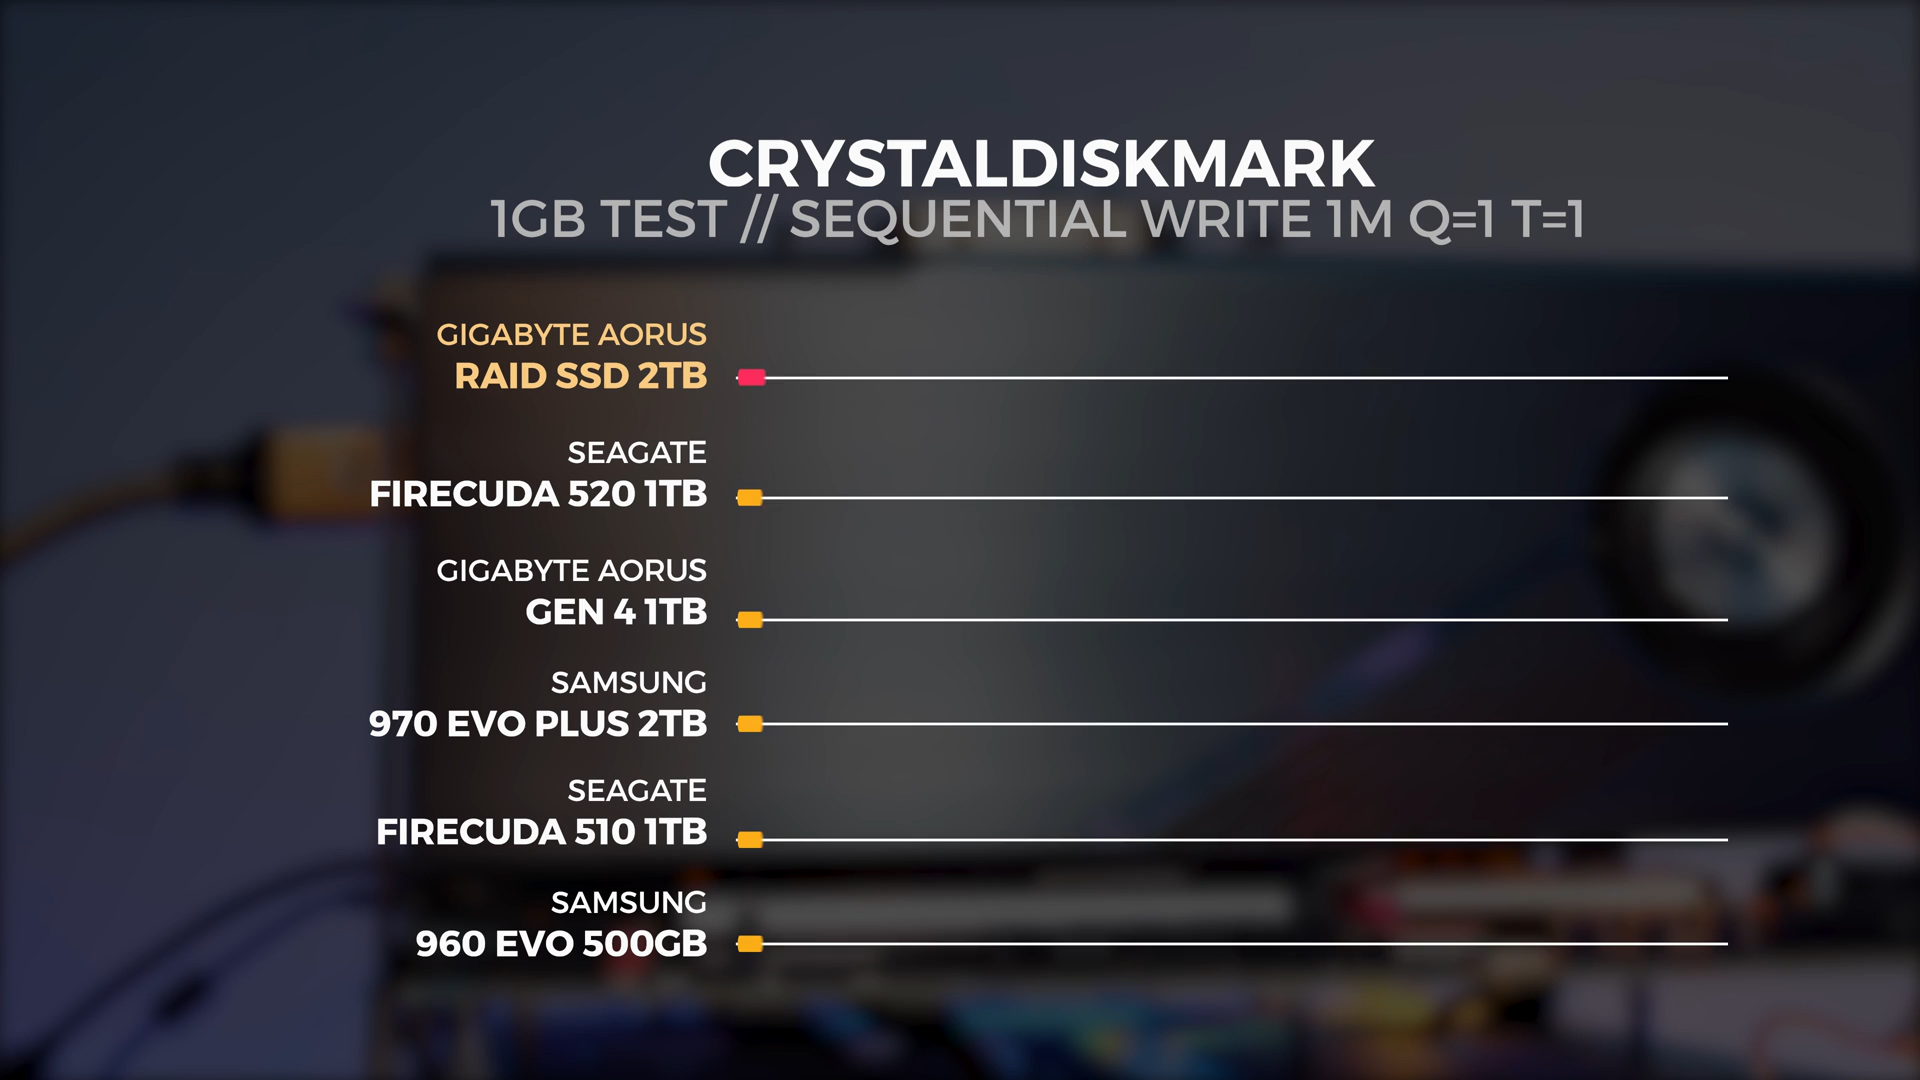 CRYSTALDISKMARK
1GB TEST // SEQUENTIAL WRITE 1M Q=1 T=1
GIGABYTE AORUS
RAID SSD 2TB
SEAGATE
FIRECUDA 520 1TB
GIGABYTE AORUS
GEN 4 1TB
SAMSUNG
970 EVO PLUS 2TB
SEAGATE
FIRECUDA 510 1TB
SAMSUNG
960 EVO 500GB